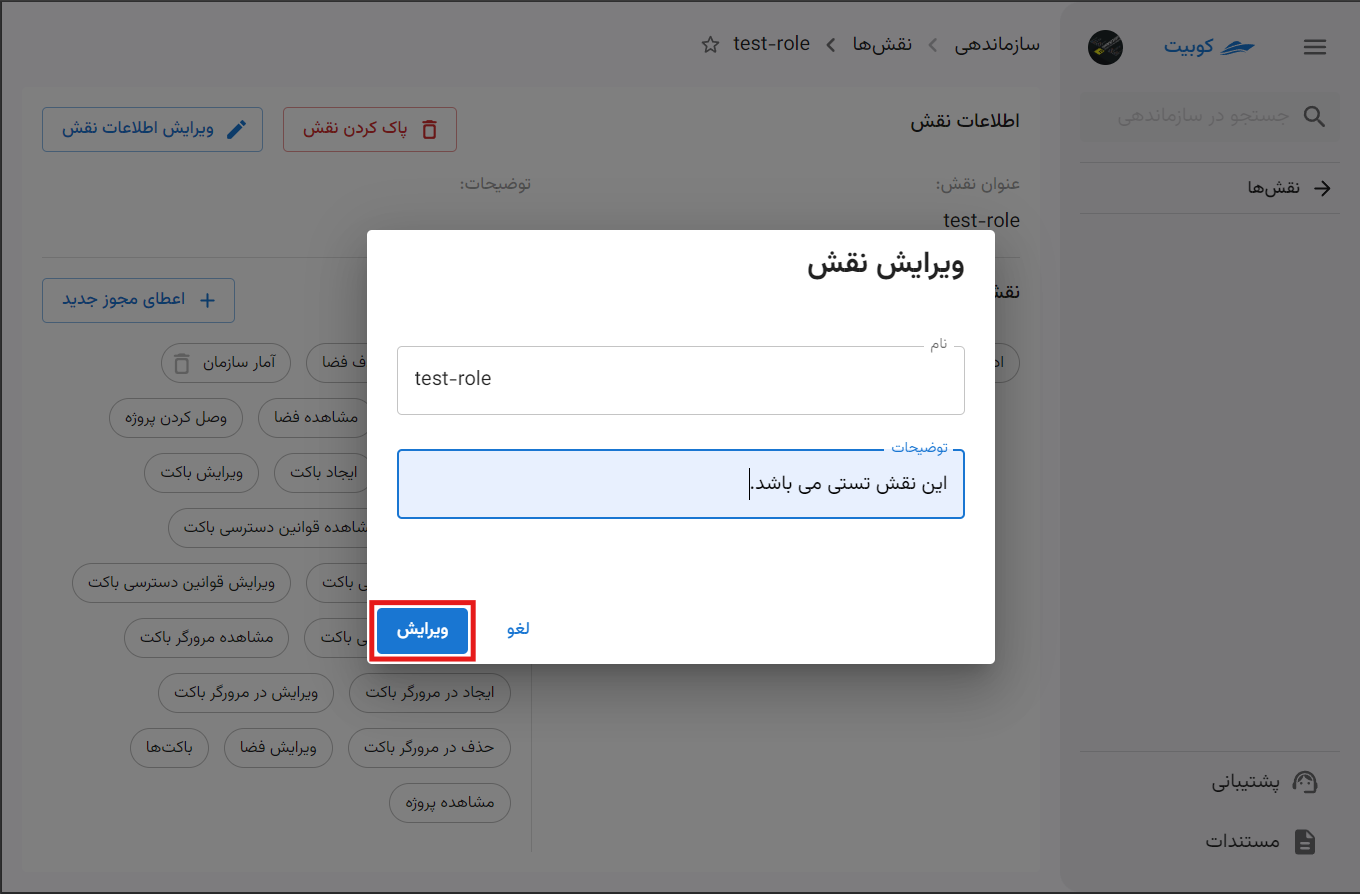 کوبیت
جستجو در سازماندهی
نقش‌ها
پشتیبانی
مستندات
سازماندهی
نقش‌ها
test-role
اطلاعات نقش
پاک کردن نقش
ویرایش اطلاعات نقش
عنوان نقش:
توضیحات:
test-role
اعطای مجوز جدید
ویرایش نقش
نام
test-role
توضیحات
این نقش تستی می باشد.
لغو
ویرایش
فضا
آمار سازمان
مشاهده فضا
وصل کردن پروژه
ایجاد باکت
ویرایش باکت
قوانین دسترسی باکت
باکت
ویرایش قوانین دسترسی باکت
باکت
مشاهده مرورگر باکت
ایجاد در مرورگر باکت
ویرایش در مرورگر باکت
حذف در مرورگر باکت
ویرایش فضا
باکت‌ها
مشاهده پروژه